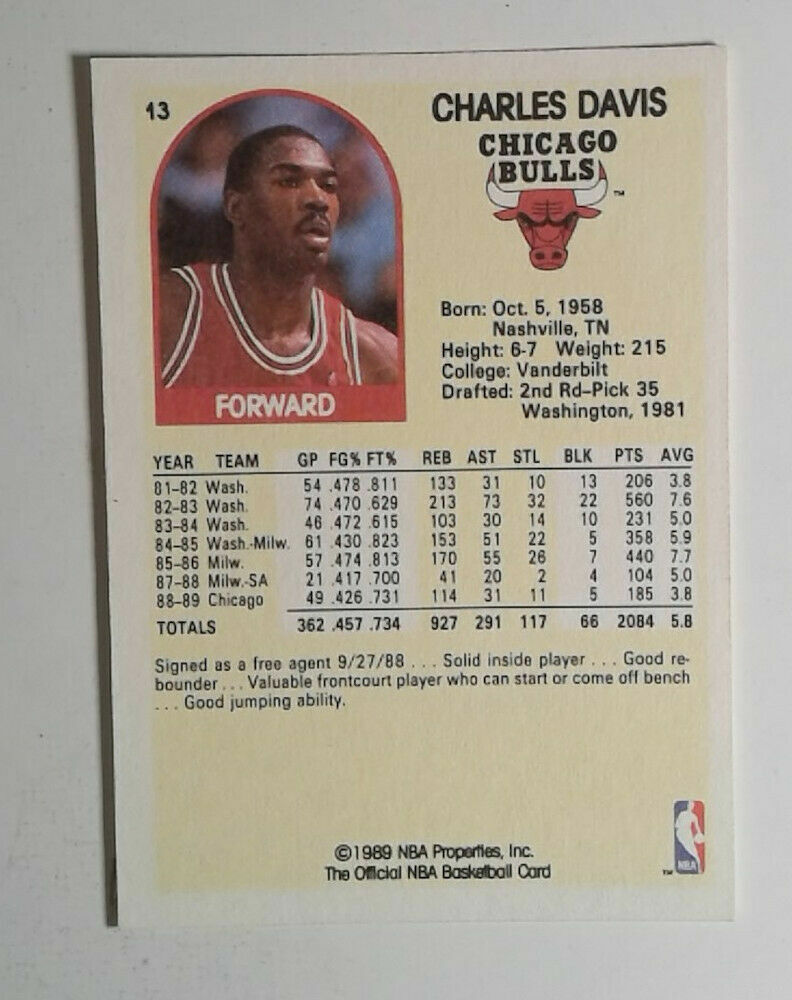 13
CHARLES DAVIS
CHICAGO
BULLS
TM
Born: Oct. 5, 1958
Nashville, TN
Height: 6-7 Weight: 215
College: Vanderbilt
Drafted: 2nd Rd-Pick 35
Washington, 1981
FORWARD
YEAR TEAM GP FG% FT% REB AST STL BLK PTS AVG
81-82 Wash. 54 .478 .811 133 31 10 13 206 3.8
82-83 Wash. 74 .470 .629 213 73 32 22 560 7.6
83-84 Wash. 46 .472 .615 103 30 14 10 231 5.0
84-85 Wash.-Milw. 61 .430 .823 153 51 22 5 358 5.9
85-86 Milw. 57 .474 .813 170 55 26 7 440 7.7
87-88 Milw.-SA 21 .417 .700 41 20 2 4 104 5.0
88-89 Chicago 49 .426 .731 114 31 11 5 185 3.8
TOTALS 362 .457 .734 927 291 117 66 2084 5.8
Signed as a free agent 9/27/88 . . . Solid inside player . . . Good re-
bounder . . . Valuable frontcourt player who can start or come off bench
. . . Good jumping ability.
©1989 NBA Properties, Inc.
The Official NBA Basketball Card
TM
NBA